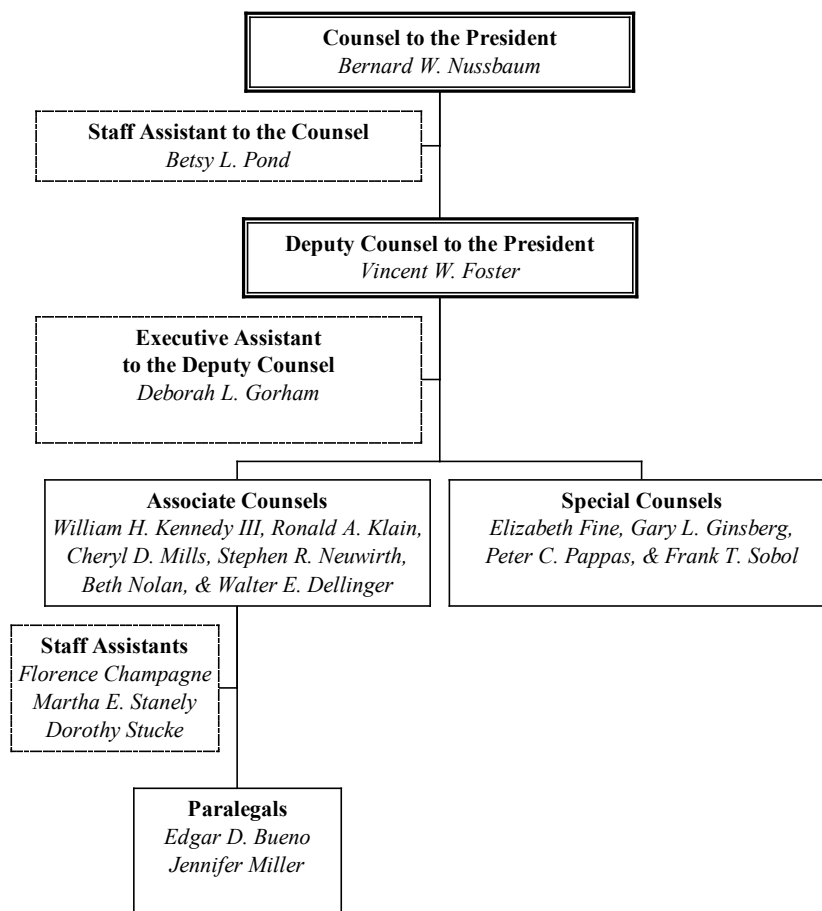 Counsel to the President
Bernard W. Nussbaum
Staff Assistant to the Counsel
Betsy L. Pond
Deputy Counsel to the President
Vincent W. Foster
Executive Assistant
to the Deputy Counsel
Deborah L. Gorham
Associate Counsels
William H. Kennedy III, Ronald A. Klain,
Cheryl D. Mills, Stephen R. Neuwirth,
Beth Nolan, & Walter E. Dellinger
Special Counsels
Elizabeth Fine, Gary L. Ginsberg,
Peter C. Pappas, & Frank T. Sobol
Staff Assistants
Florence Champagne
Martha E. Stanely
Dorothy Stucke
Paralegals
Edgar D. Bueno
Jennifer Miller